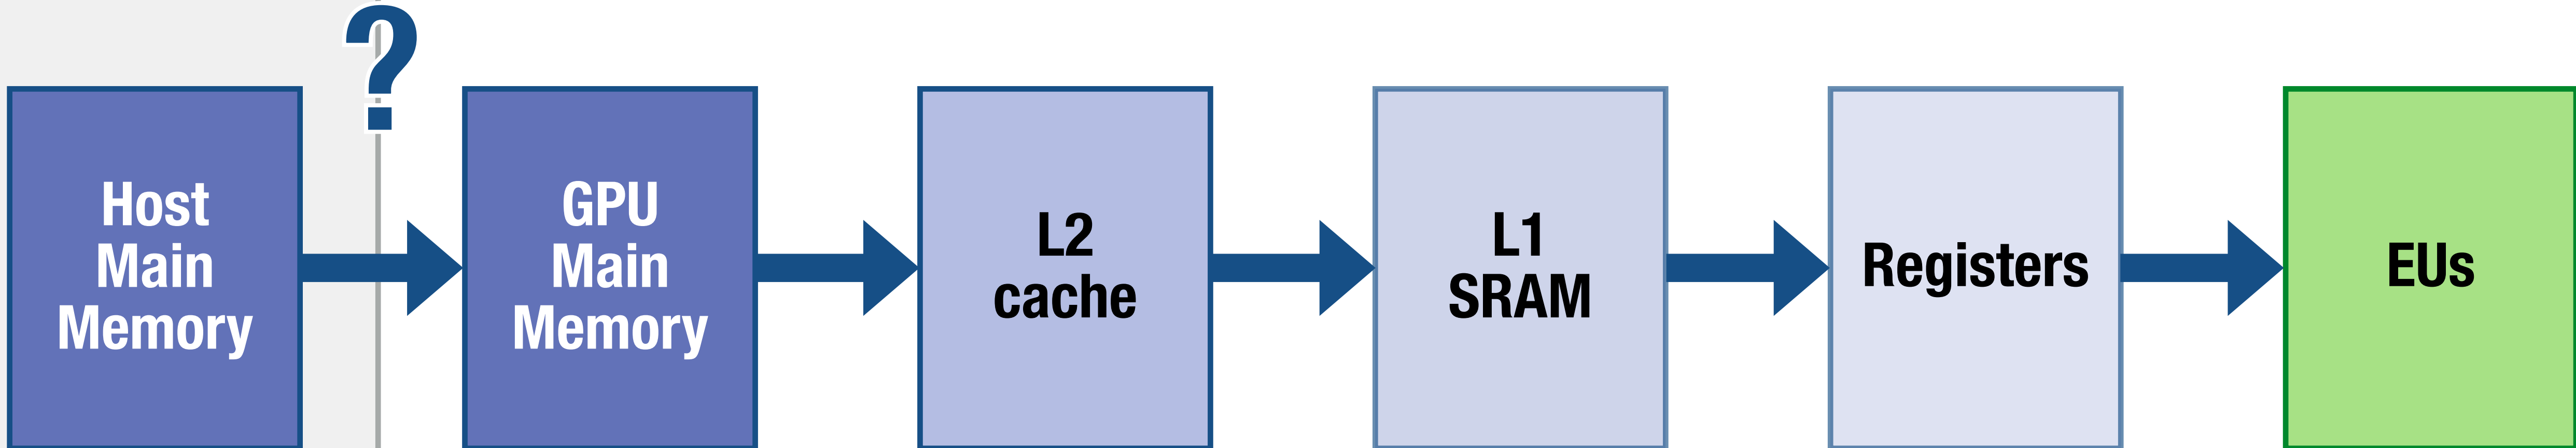 ?
Host
Main
Memory
GPU
Main
Memory
L2
cache
L1
SRAM
Registers
EUs